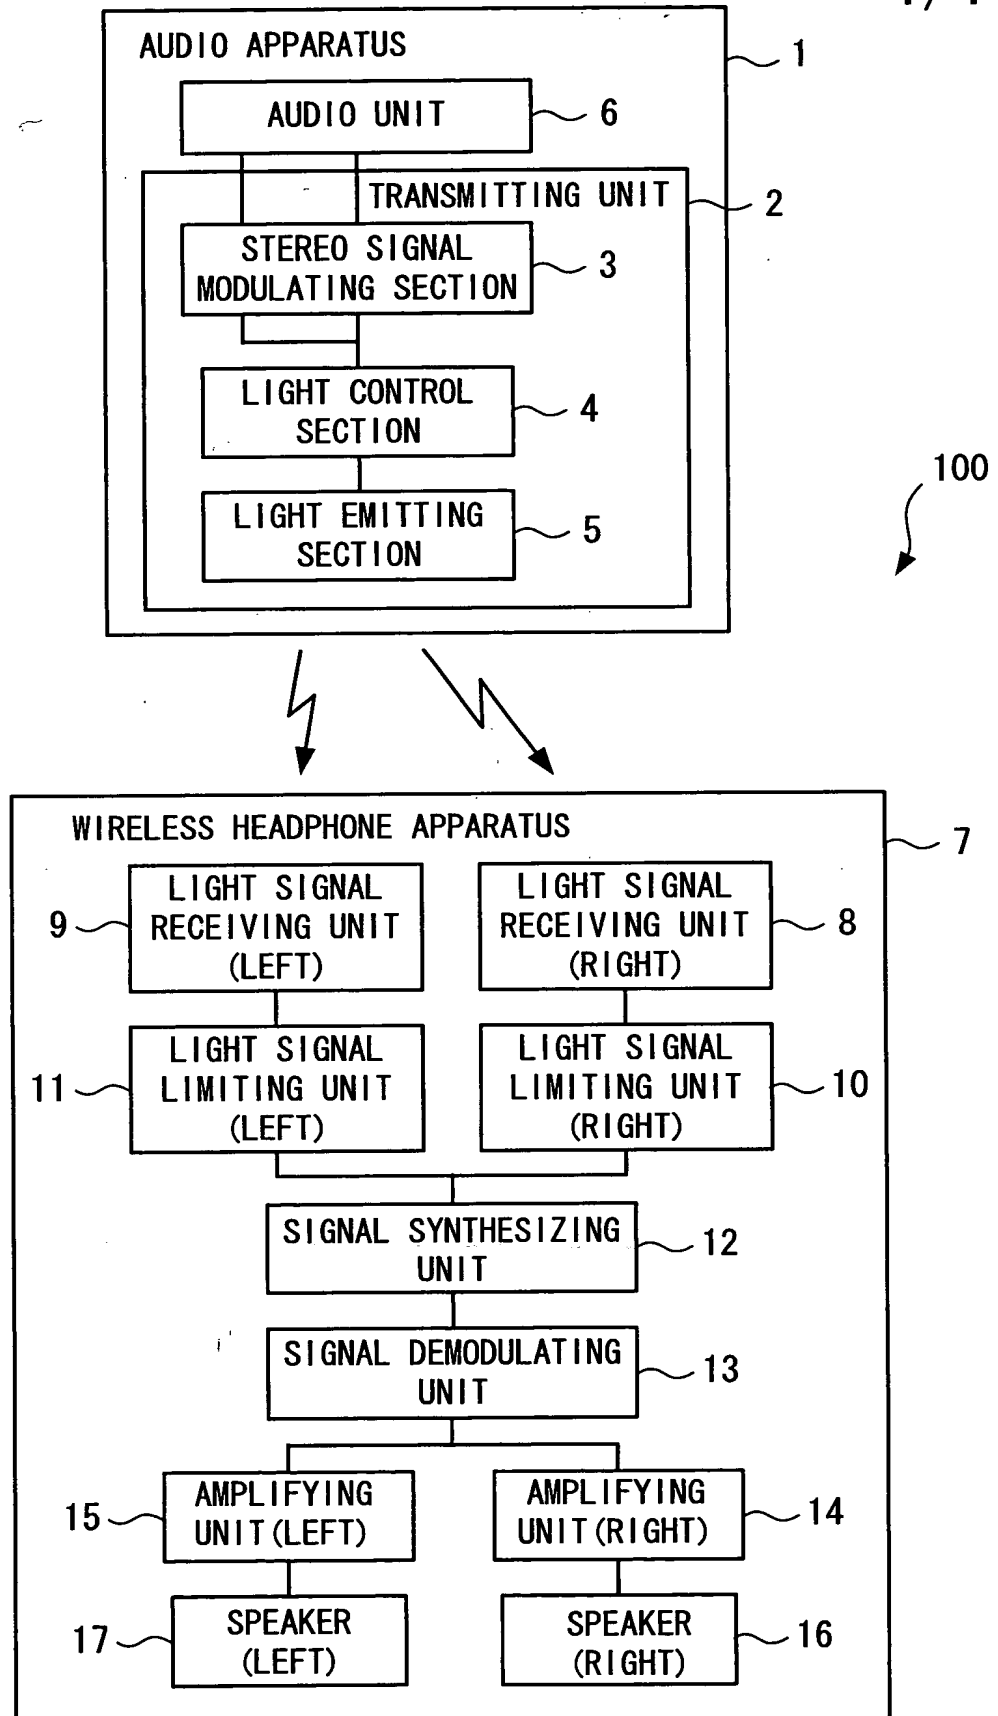 AUDIO APPARATUS
1
AUDIO UNIT
6
TRANSMITTING UNIT
2
STEREO SIGNAL
MODULATING SECTION
3
LIGHT CONTROL
SECTION
4
LIGHT EMITTING
SECTION
5
100
WIRELESS HEADPHONE APPARATUS
7
LIGHT SIGNAL
RECEIVING UNIT
(LEFT)
9
LIGHT SIGNAL
RECEIVING UNIT
(RIGHT)
8
LIGHT SIGNAL
LIMITING UNIT
(LEFT)
11
LIGHT SIGNAL
LIMITING UNIT
(RIGHT)
10
SIGNAL SYNTHESIZING
UNIT
12
SIGNAL DEMODULATING
UNIT
13
AMPLIFYING
UNIT(LEFT)
15
AMPLIFYING
UNIT(RIGHT)
14
SPEAKER
(LEFT)
17
SPEAKER
(RIGHT)
16